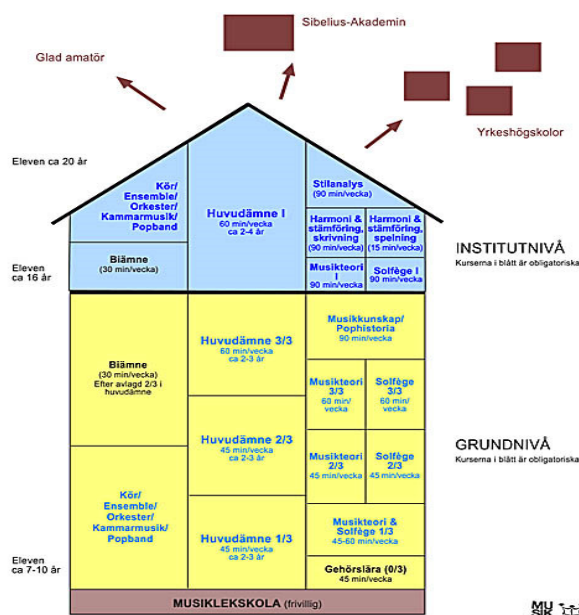 Sibelius-Akademin
Glad amatör
Yrkeshögskolor
Eleven ca 20 år
Stilanalys
(90 min/vecka)
Kör/
Ensemble/
Orkester/
Kammarmusik/
Popband
Huvudämne I
60 min/vecka
ca 2-4 år
Harmoni &
stämföring,
skrivning
(90 min/vecka)
Harmoni &
stämföring,
spelning
(15 min/vecka)
INSTITUTNIVÅ
Kurserna i blått är obligatoriska
Biämne
(30 min/vecka)
Musikteori
I
90 min/vecka
Solfège I
90 min/vecka
Eleven
ca 16 år
Musikkunskap/
Pophistoria
90 min/vecka
Huvudämne 3/3
60 min/vecka
ca 2-3 år
Biämne
(30 min/vecka)
Efter avlagd 2/3 i
huvudämne
Musikteori
3/3
60 min/
vecka
Solfège
3/3
60 min/
vecka
Huvudämne 2/3
45 min/vecka
ca 2-3 år
Musikteori
2/3
45 min/vecka
Solfège
2/3
45 min/vecka
GRUNDNIVÅ
Kurserna i blått är obligatoriska
Kör/
Ensemble/
Orkester/
Kammarmusik/
Popband
Huvudämne 1/3
45 min/vecka
ca 2-3 år
Musikteori &
Solfège 1/3
45-60 min/vecka
Gehörslära (0/3)
45 min/vecka
Eleven
ca 7-10 år
MUSIKLEKSKOLA (frivillig)
MU
SIK